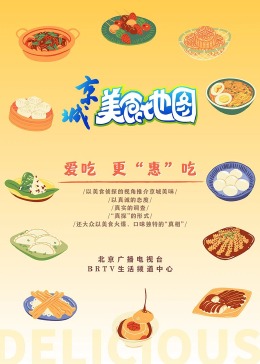 京城美食地图
爱吃 更“惠”吃
/以美食侦探的视角推介京城美味/
/以真诚的态度/
/真实的调查/
/“真探”的形式/
/还大众以美食火爆、口味独特的“真相”/
北京广播电视台
BRTV生活频道中心
DELICIOUS